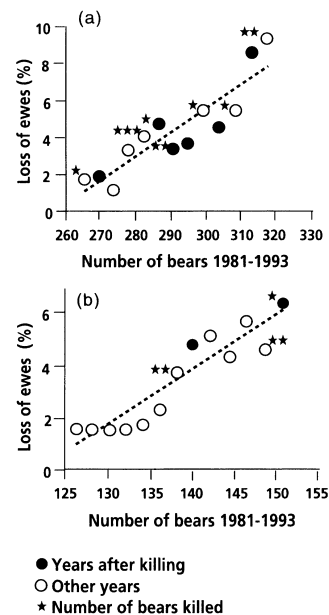 (a)
10
8
6
4
2
0
Loss of ewes (%)
260 270 280 290 300 310 320 330
Number of bears 1981-1993
(b)
6
4
2
0
Loss of ewes (%)
125 130 135 140 145 150 155
Number of bears 1981-1993
● Years after killing
○ Other years
★ Number of bears killed